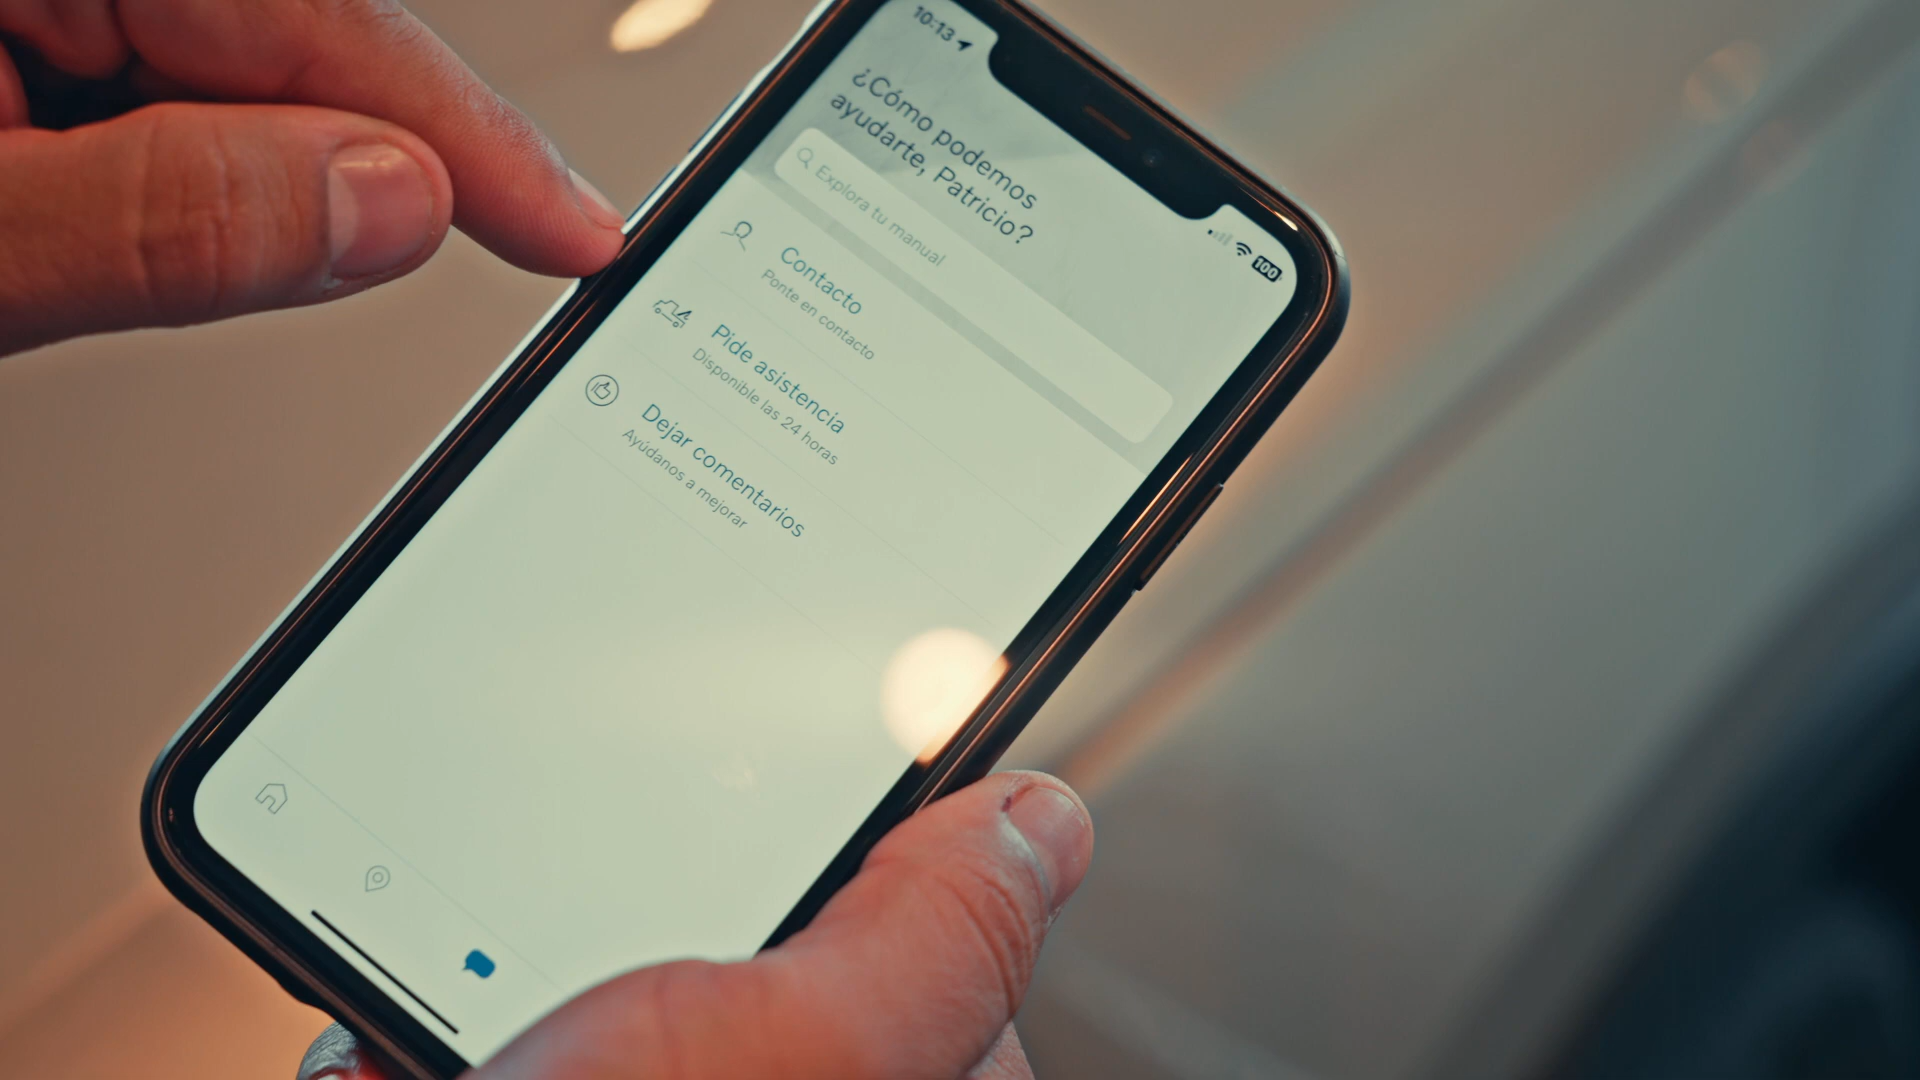 10:13
100
¿Cómo podemos
ayudarte, Patricio?
Explora tu manual
Contacto
Ponte en contacto
Pide asistencia
Disponible las 24 horas
Dejar comentarios
Ayúdanos a mejorar